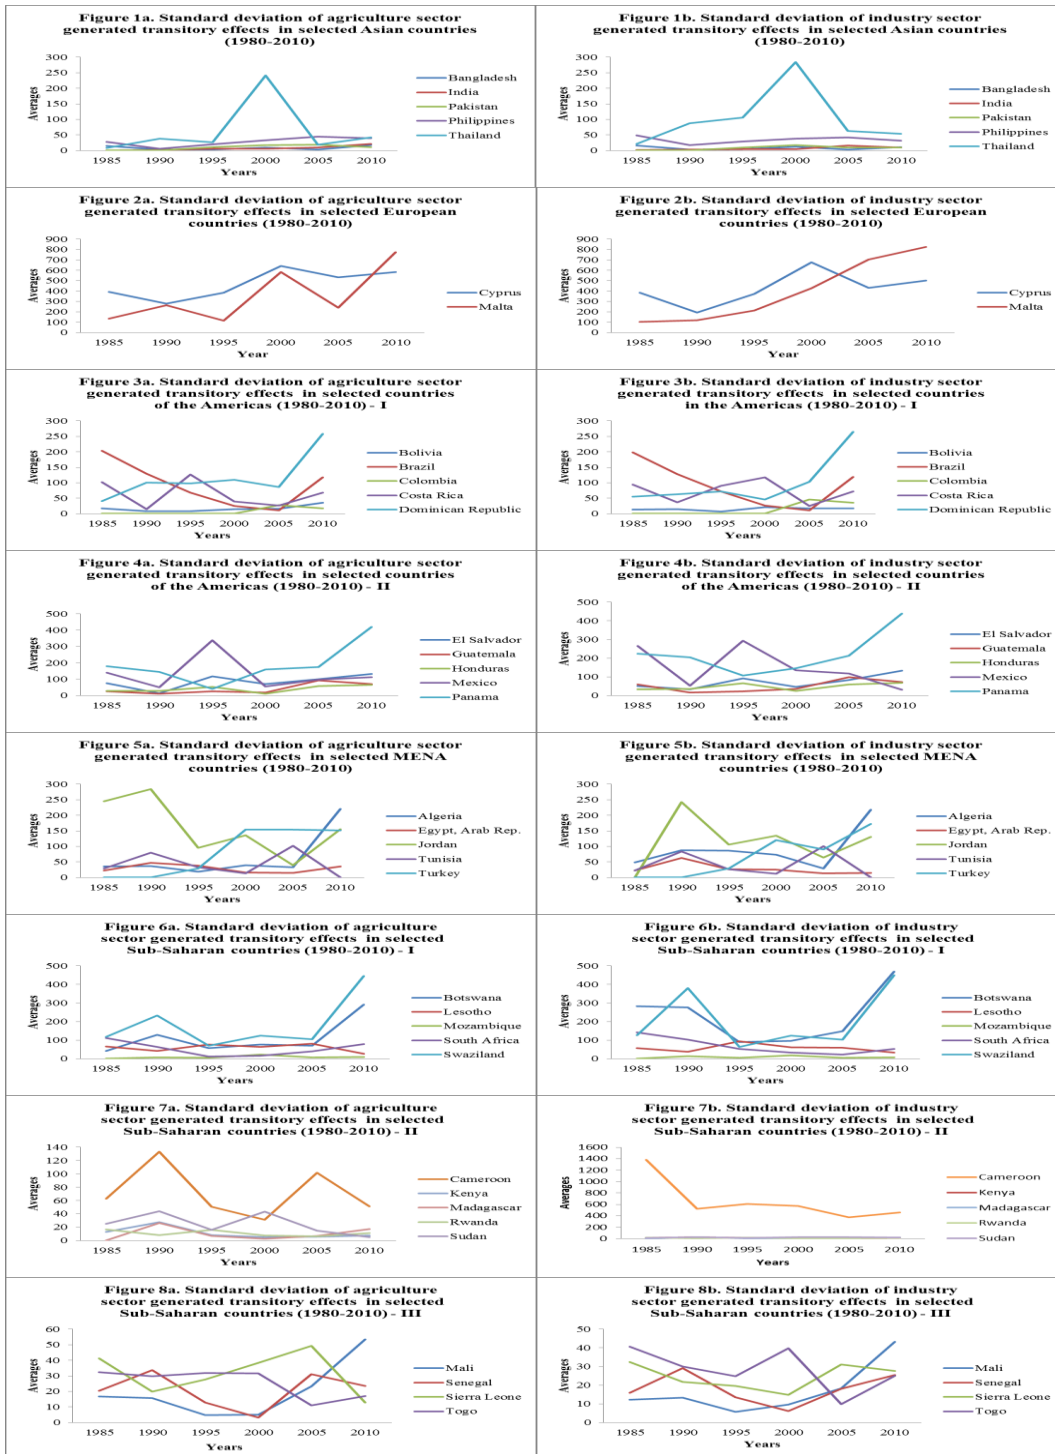 Figure 1a. Standard deviation of agriculture sector
generated transitory effects in selected Asian countries
(1980-2010)
300
250
200
150
100
50
0
Averages
1985 1990 1995 2000 2005 2010
Years
Bangladesh
India
Pakistan
Philippines
Thailand
Figure 1b. Standard deviation of industry sector
generated transitory effects in selected Asian countries
(1980-2010)
300
250
200
150
100
50
0
Averages
1985 1990 1995 2000 2005 2010
Years
Bangladesh
India
Pakistan
Philippines
Thailand
Figure 2a. Standard deviation of agriculture sector
generated transitory effects in selected European
countries (1980-2010)
900
800
700
600
500
400
300
200
100
0
Averages
1985 1990 1995 2000 2005 2010
Year
Cyprus
Malta
Figure 2b. Standard deviation of industry sector
generated transitory effects in selected European
countries (1980-2010)
900
800
700
600
500
400
300
200
100
0
Averages
1985 1990 1995 2000 2005 2010
Year
Cyprus
Malta
Figure 3a. Standard deviation of agriculture sector
generated transitory effects in selected countries
of the Americas (1980-2010) - I
300
250
200
150
100
50
0
Averages
1985 1990 1995 2000 2005 2010
Years
Bolivia
Brazil
Colombia
Costa Rica
Dominican Republic
Figure 3b. Standard deviation of industry sector
generated transitory effects in selected countries
in the Americas (1980-2010) - I
300
250
200
150
100
50
0
Averages
1985 1990 1995 2000 2005 2010
Years
Bolivia
Brazil
Colombia
Costa Rica
Dominican Republic
Figure 4a. Standard deviation of agriculture sector
generated transitory effects in selected countries
of the Americas (1980-2010) - II
500
400
300
200
100
0
Averages
1985 1990 1995 2000 2005 2010
Years
El Salvador
Guatemala
Honduras
Mexico
Panama
Figure 4b. Standard deviation of industry sector
generated transitory effects in selected countries
of the Americas (1980-2010) - II
500
400
300
200
100
0
Averages
1985 1990 1995 2000 2005 2010
Years
El Salvador
Guatemala
Honduras
Mexico
Panama
Figure 5a. Standard deviation of agriculture sector
generated transitory effects in selected MENA
countries (1980-2010)
300
250
200
150
100
50
0
Averages
1985 1990 1995 2000 2005 2010
Years
Algeria
Egypt, Arab Rep.
Jordan
Tunisia
Turkey
Figure 5b. Standard deviation of industry sector
generated transitory effects in selected MENA
countries (1980-2010)
300
250
200
150
100
50
0
Averages
1985 1990 1995 2000 2005 2010
Years
Algeria
Egypt, Arab Rep.
Jordan
Tunisia
Turkey
Figure 6a. Standard deviation of agriculture
sector generated transitory effects in selected
Sub-Saharan countries (1980-2010) - I
500
400
300
200
100
0
Averages
1985 1990 1995 2000 2005 2010
Years
Botswana
Lesotho
Mozambique
South Africa
Swaziland
Figure 6b. Standard deviation of industry
sector generated transitory effects in selected
Sub-Saharan countries (1980-2010) - I
500
400
300
200
100
0
Averages
1985 1990 1995 2000 2005 2010
Years
Botswana
Lesotho
Mozambique
South Africa
Swaziland
Figure 7a. Standard deviation of agriculture
sector generated transitory effects in selected
Sub-Saharan countries (1980-2010) - II
140
120
100
80
60
40
20
0
Averages
1985 1990 1995 2000 2005 2010
Years
Cameroon
Kenya
Madagascar
Rwanda
Sudan
Figure 7b. Standard deviation of industry
sector generated transitory effects in selected
Sub-Saharan countries (1980-2010) - II
1600
1400
1200
1000
800
600
400
200
0
Averages
1985 1990 1995 2000 2005 2010
Years
Cameroon
Kenya
Madagascar
Rwanda
Sudan
Figure 8a. Standard deviation of agriculture
sector generated transitory effects in selected
Sub-Saharan countries (1980-2010) - III
60
50
40
30
20
10
0
Averages
1985 1990 1995 2000 2005 2010
Years
Mali
Senegal
Sierra Leone
Togo
Figure 8b. Standard deviation of industry
sector generated transitory effects in selected
Sub-Saharan countries (1980-2010) - III
50
40
30
20
10
0
Averages
1985 1990 1995 2000 2005 2010
Years
Mali
Senegal
Sierra Leone
Togo